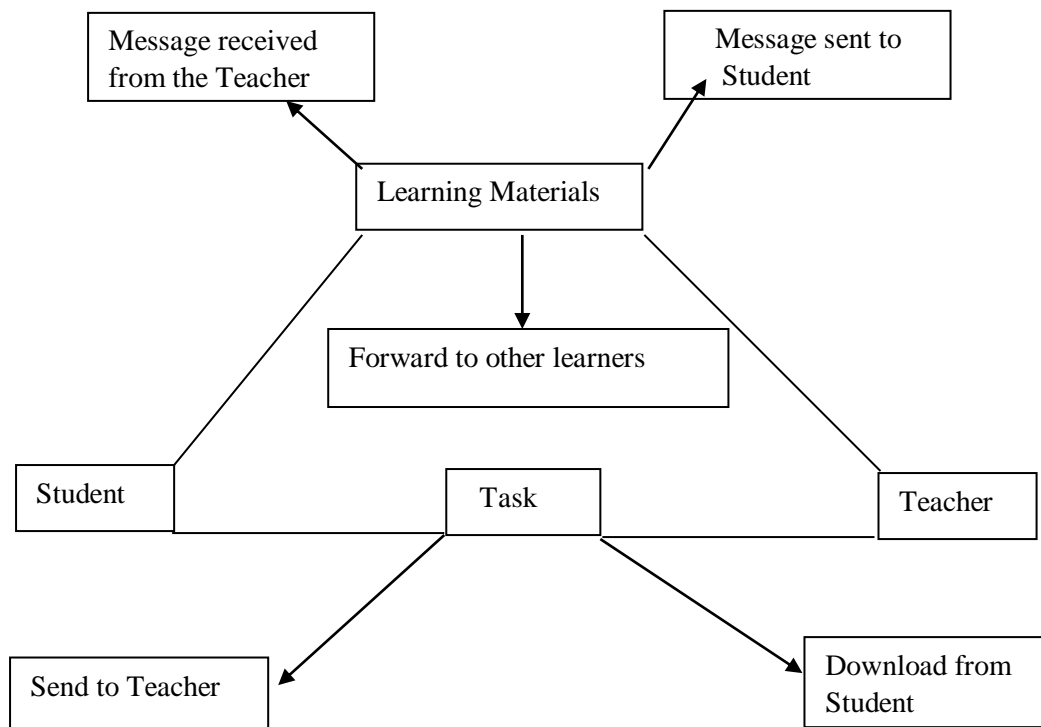 Message received
from the Teacher
Message sent to
Student
Learning Materials
Forward to other learners
Student
Task
Teacher
Send to Teacher
Download from
Student